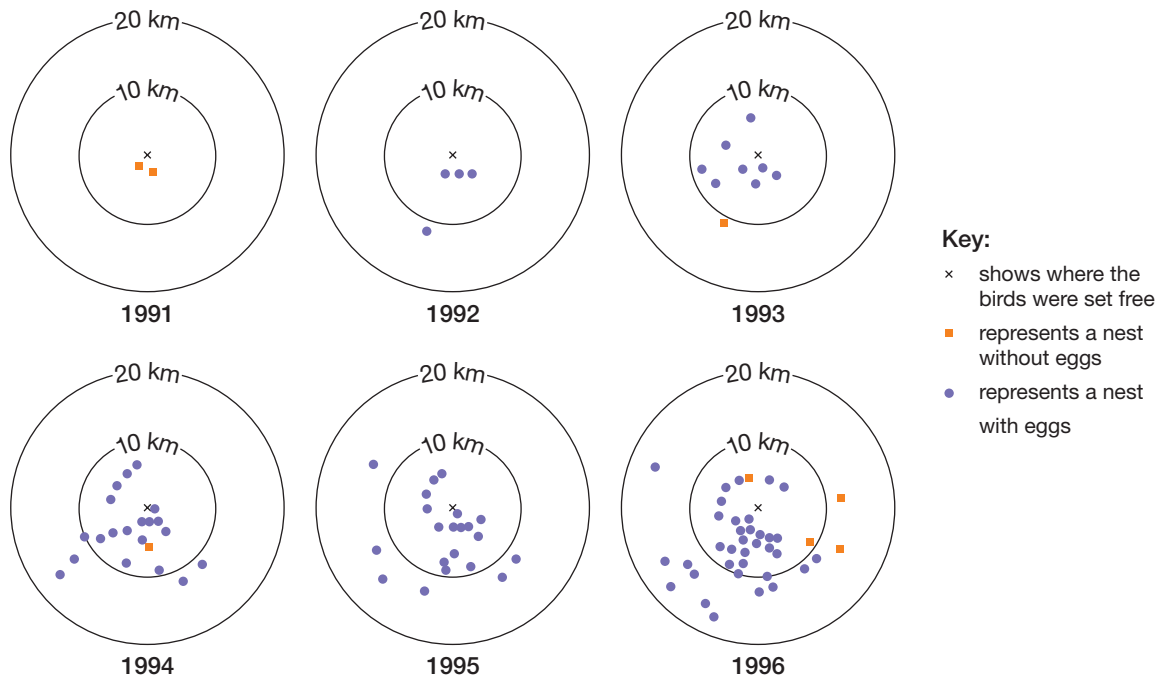 20 km
20 km
20 km
10 km
10 km
10 km
1991
1992
1993
Key:
shows where the
birds were set free
represents a nest
without eggs
represents a nest
with eggs
20 km
20 km
20 km
10 km
10 km
10 km
1994
1995
1996